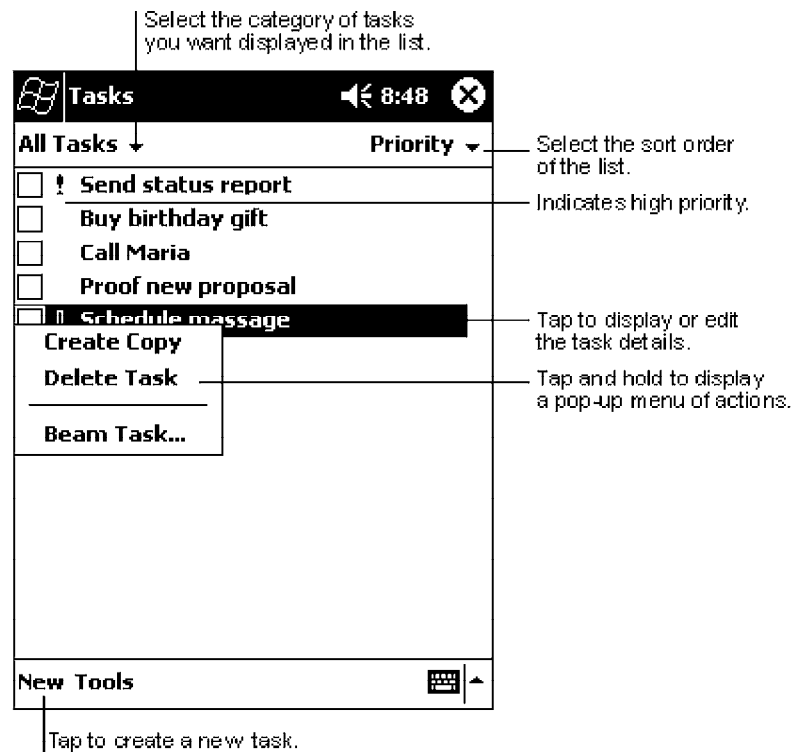 Select the category of tasks
you want displayed in the list.
Tasks 8:48
All Tasks Priority
Select the sort order
of the list.
! Send status report
Indicates high priority.
Buy birthday gift
Call Maria
Proof new proposal
Schedule massage
Tap to display or edit
the task details.
Create Copy
Delete Task
Tap and hold to display
a pop-up menu of actions.
Beam Task...
New Tools
Tap to create a new task.